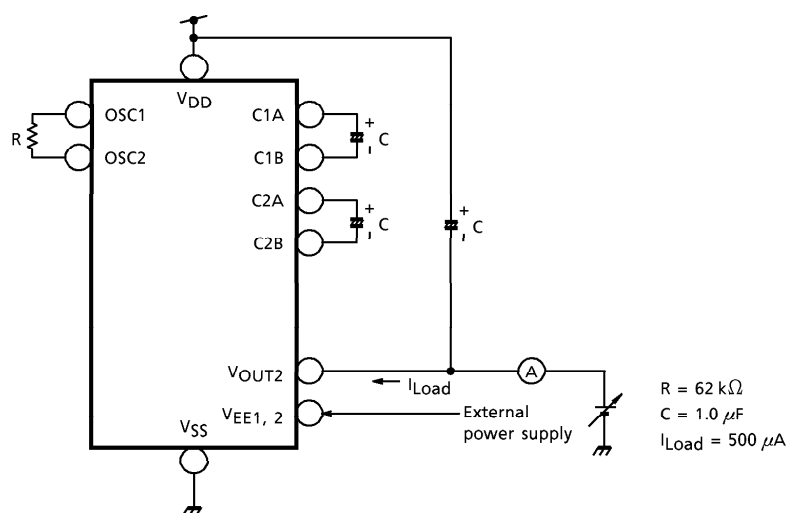 VDD
OSC1
C1A
+
R
C
-
OSC2
C1B
C2A
+
C
-
C2B
+
C
-
VOUT2
ILoad
A
VEE1, 2
External
power supply
VSS
R = 62 kΩ
C = 1.0 μF
ILoad = 500 μA